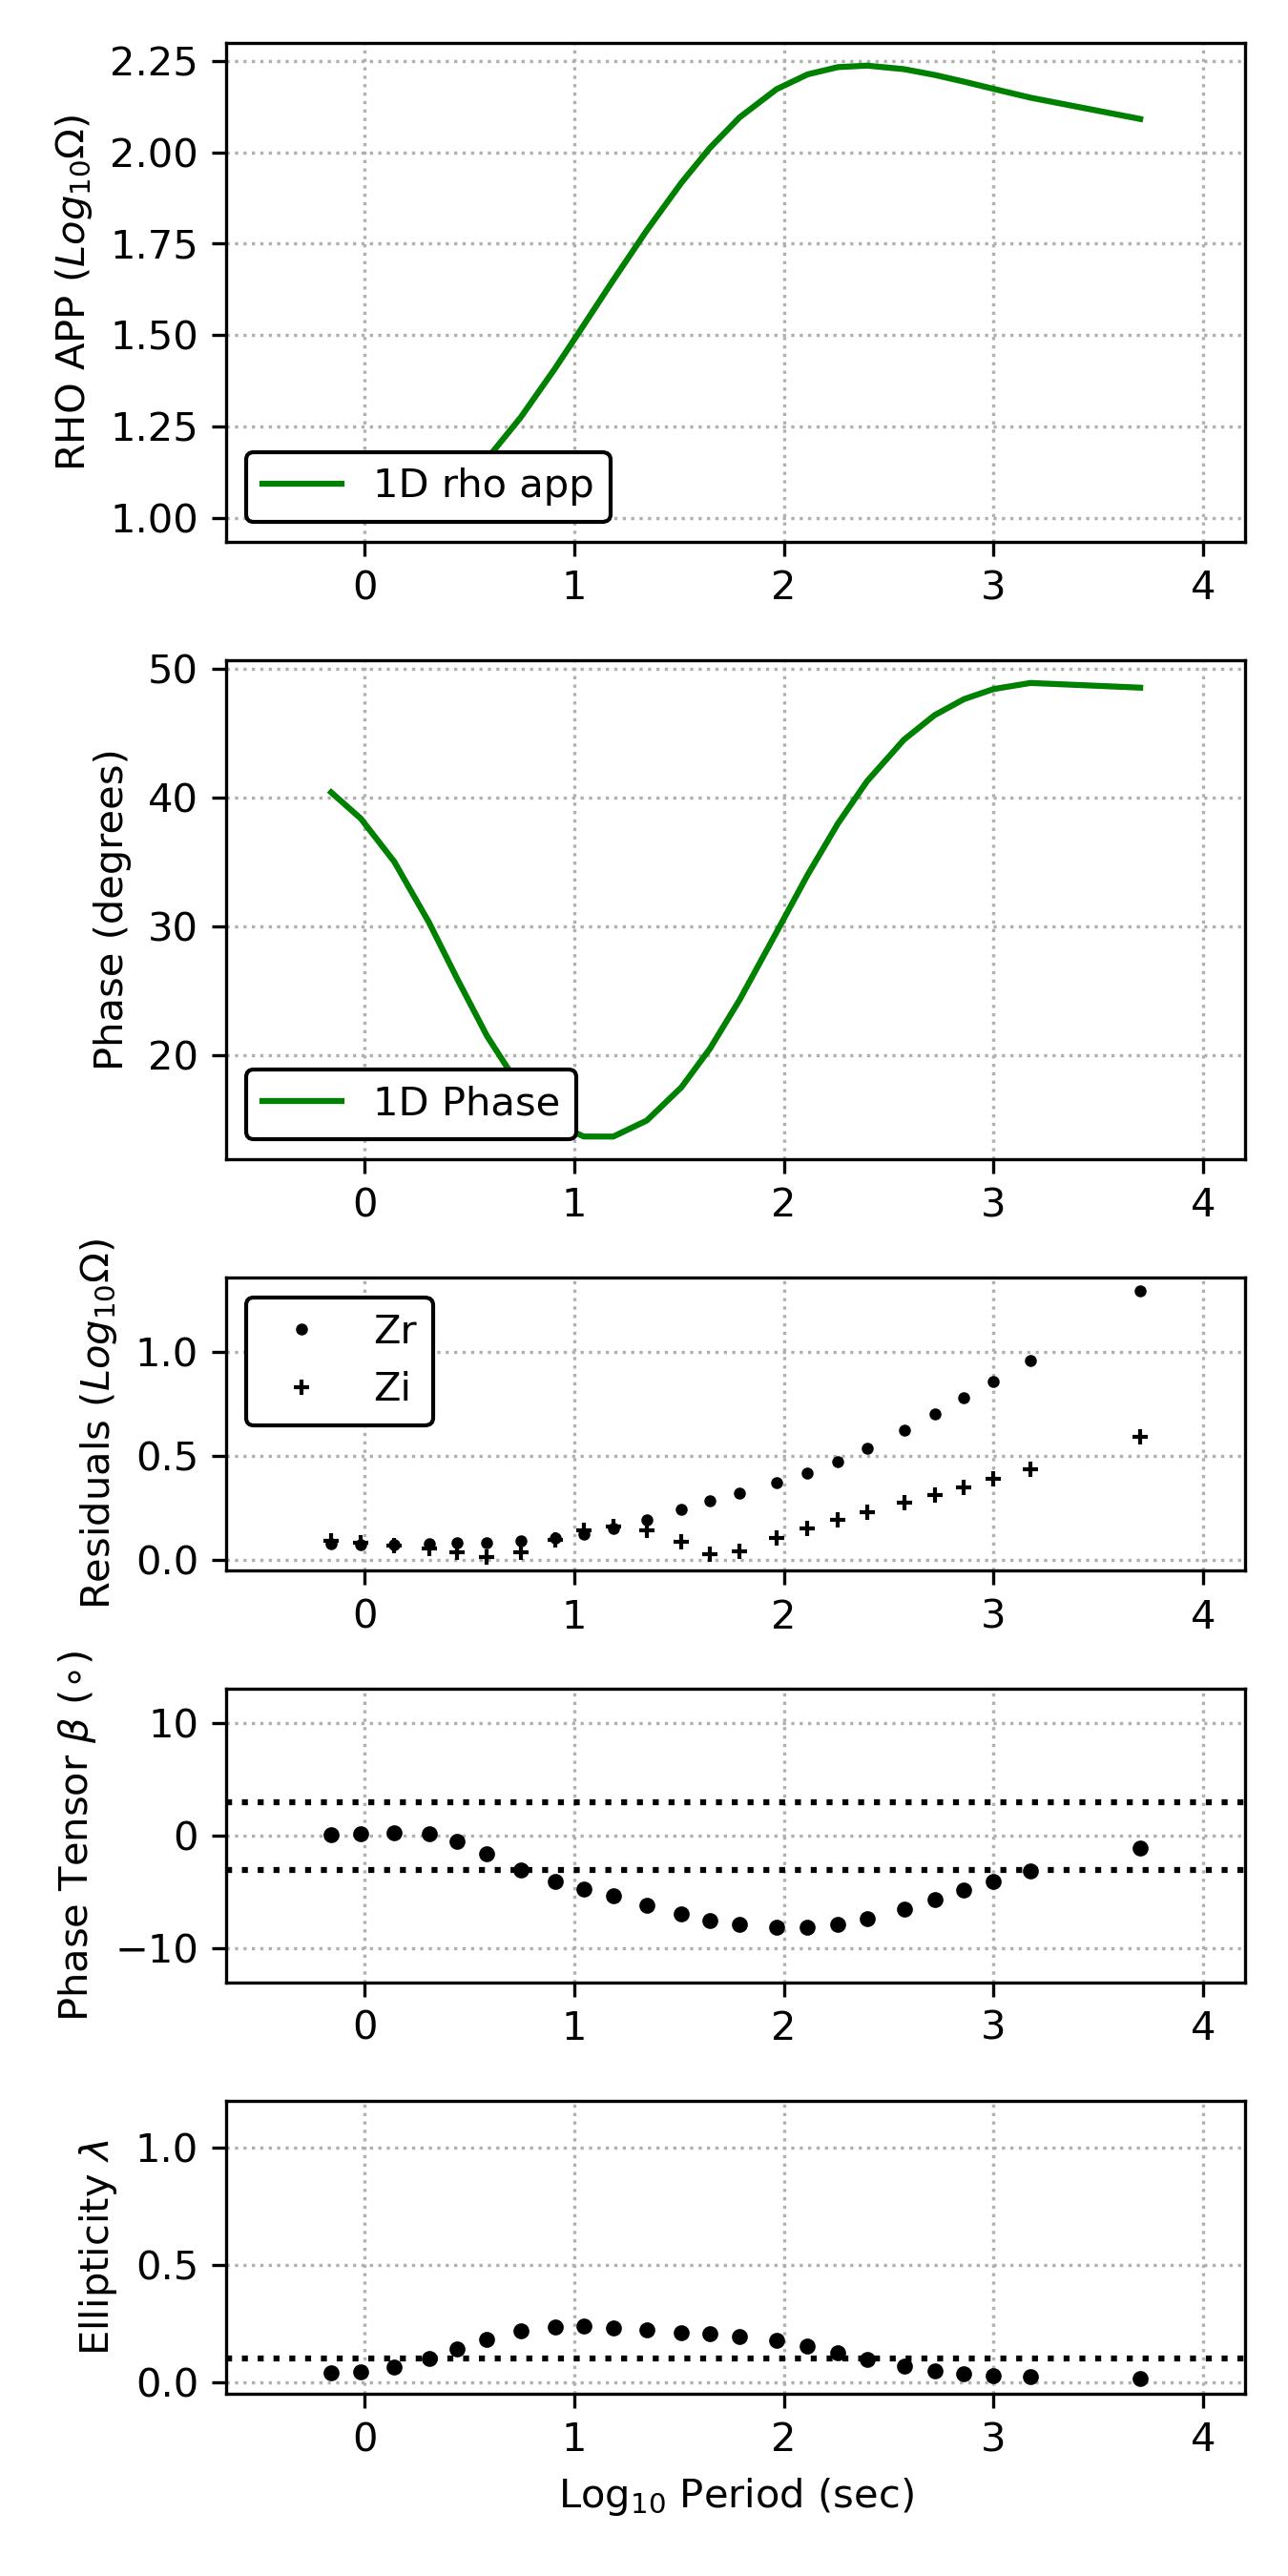 RHO APP (Log₁₀Ω)
2.25
2.00
1.75
1.50
1.25
1.00
1D rho app
0 1 2 3 4
Phase (degrees)
50
40
30
20
1D Phase
0 1 2 3 4
Residuals (Log₁₀Ω)
1.0
0.5
0.0
Zr
Zi
0 1 2 3 4
Phase Tensor β (∘)
10
0
−10
0 1 2 3 4
Ellipticity λ
1.0
0.5
0.0
0 1 2 3 4
Log₁₀ Period (sec)